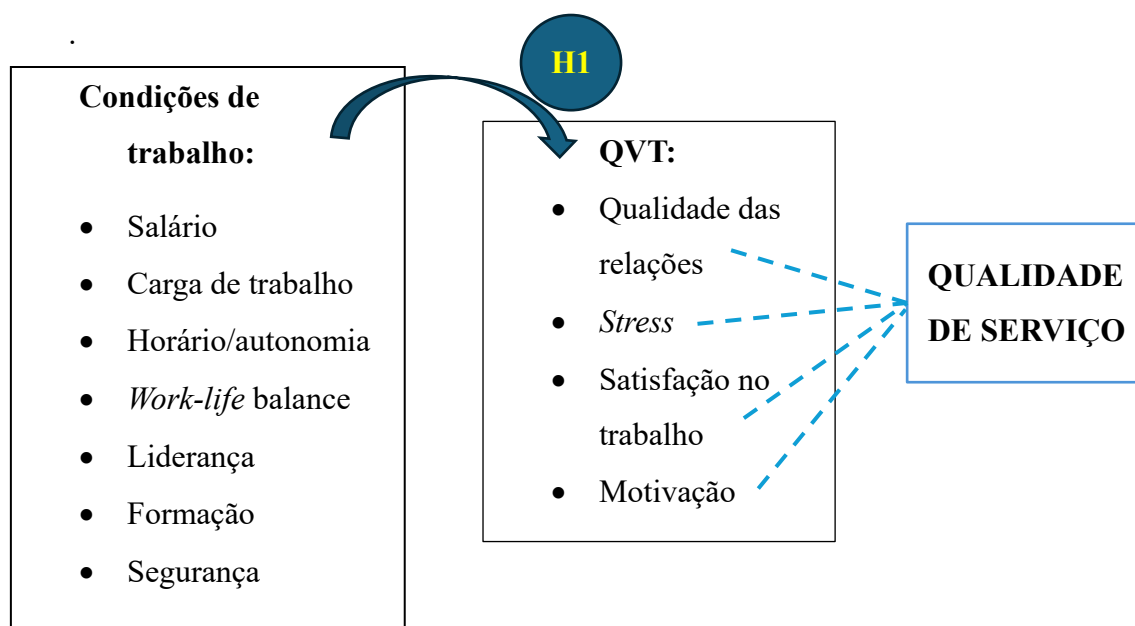 .
H1
Condições de
trabalho:
• Salário
• Carga de trabalho
• Horário/autonomia
• Work-life balance
• Liderança
• Formação
• Segurança
QVT:
• Qualidade das
relações
• Stress
• Satisfação no
trabalho
• Motivação
QUALIDADE
DE SERVIÇO